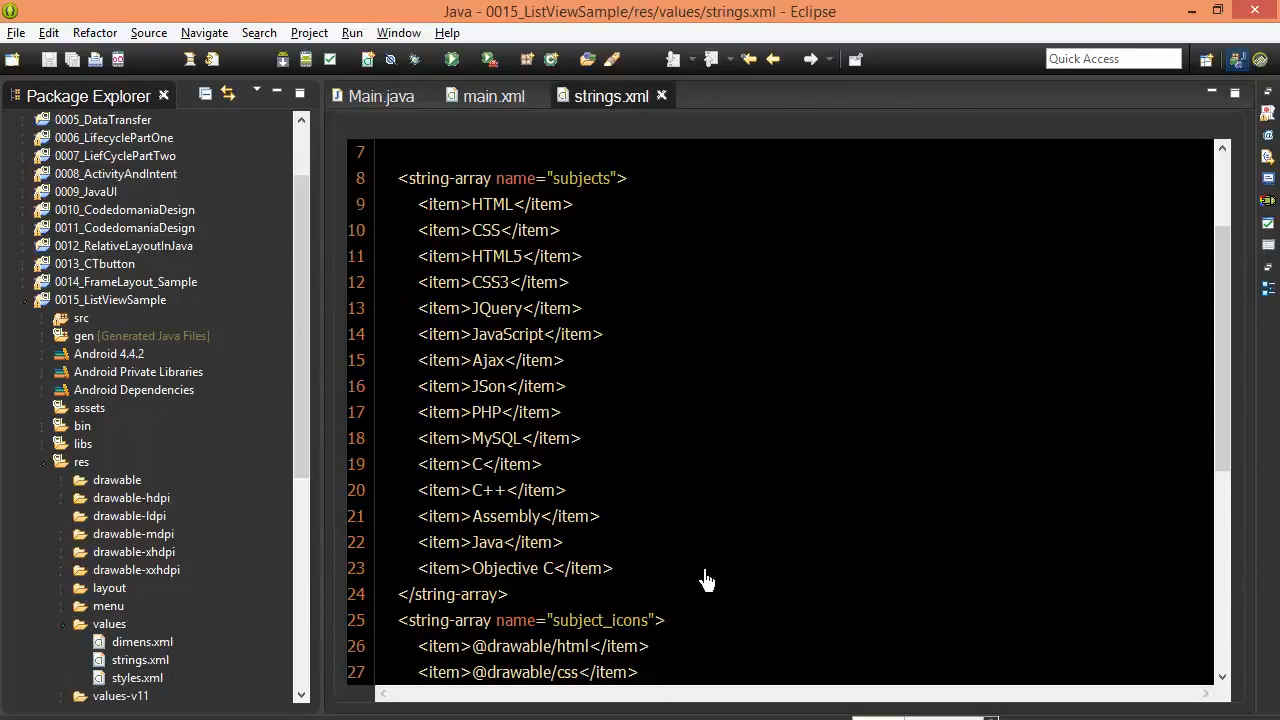 Java - 0015_ListViewSample/res/values/strings.xml - Eclipse
File Edit Refactor Source Navigate Search Project Run Window Help
Quick Access
Package Explorer
Main.java main.xml strings.xml
0005_DataTransfer
0006_LifecyclePartOne
0007_LiefCyclePartTwo
0008_ActivityAndIntent
0009_JavaUI
0010_CodedomaniaDesign
0011_CodedomaniaDesign
0012_RelativeLayoutInJava
0013_CTbutton
0014_FrameLayout_Sample
0015_ListViewSample
src
gen [Generated Java Files]
Android 4.4.2
Android Private Libraries
Android Dependencies
assets
bin
libs
res
drawable
drawable-hdpi
drawable-ldpi
drawable-mdpi
drawable-xhdpi
drawable-xxhdpi
layout
menu
values
dimens.xml
strings.xml
styles.xml
values-v11
7
8 <string-array name="subjects">
9 <item>HTML</item>
10 <item>CSS</item>
11 <item>HTML5</item>
12 <item>CSS3</item>
13 <item>JQuery</item>
14 <item>JavaScript</item>
15 <item>Ajax</item>
16 <item>JSon</item>
17 <item>PHP</item>
18 <item>MySQL</item>
19 <item>C</item>
20 <item>C++</item>
21 <item>Assembly</item>
22 <item>Java</item>
23 <item>Objective C</item>
24 </string-array>
25 <string-array name="subject_icons">
26 <item>@drawable/html</item>
27 <item>@drawable/css</item>